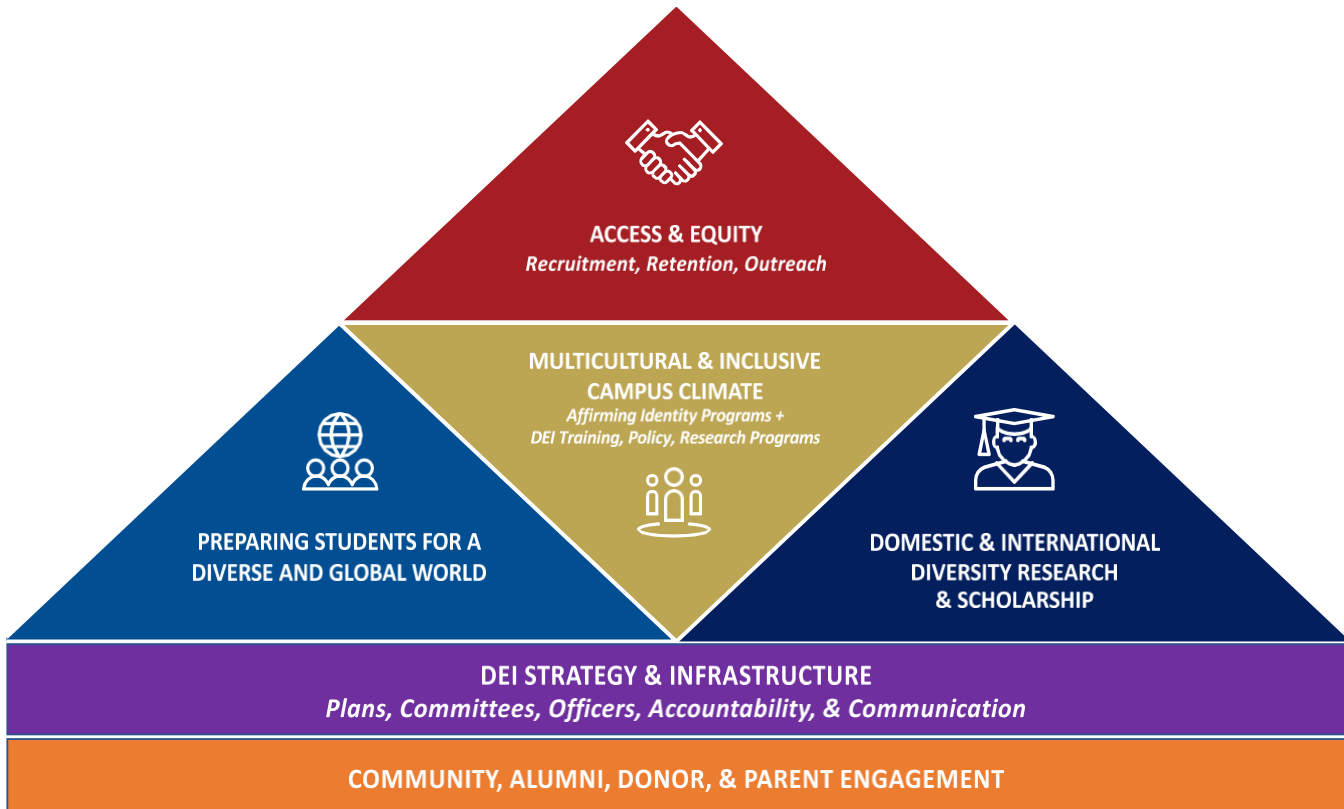 ACCESS & EQUITY
Recruitment, Retention, Outreach
MULTICULTURAL & INCLUSIVE
CAMPUS CLIMATE
Affirming Identity Programs +
DEI Training, Policy, Research Programs
PREPARING STUDENTS FOR A
DIVERSE AND GLOBAL WORLD
DOMESTIC & INTERNATIONAL
DIVERSITY RESEARCH
& SCHOLARSHIP
DEI STRATEGY & INFRASTRUCTURE
Plans, Committees, Officers, Accountability, & Communication
COMMUNITY, ALUMNI, DONOR, & PARENT ENGAGEMENT